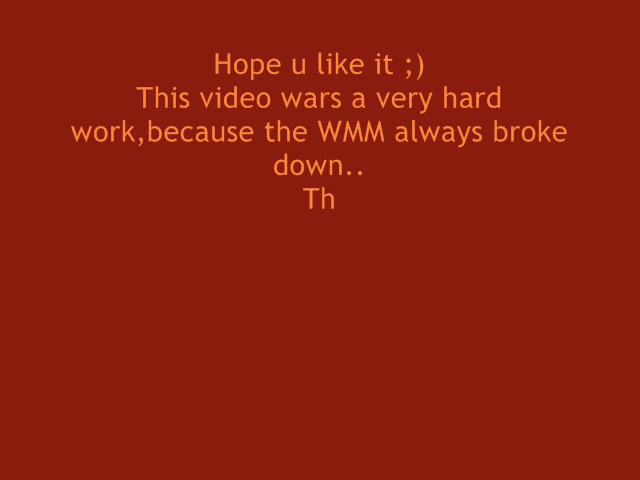 Hope u like it ;)
This video wars a very hard
work,because the WMM always broke
down..
Th